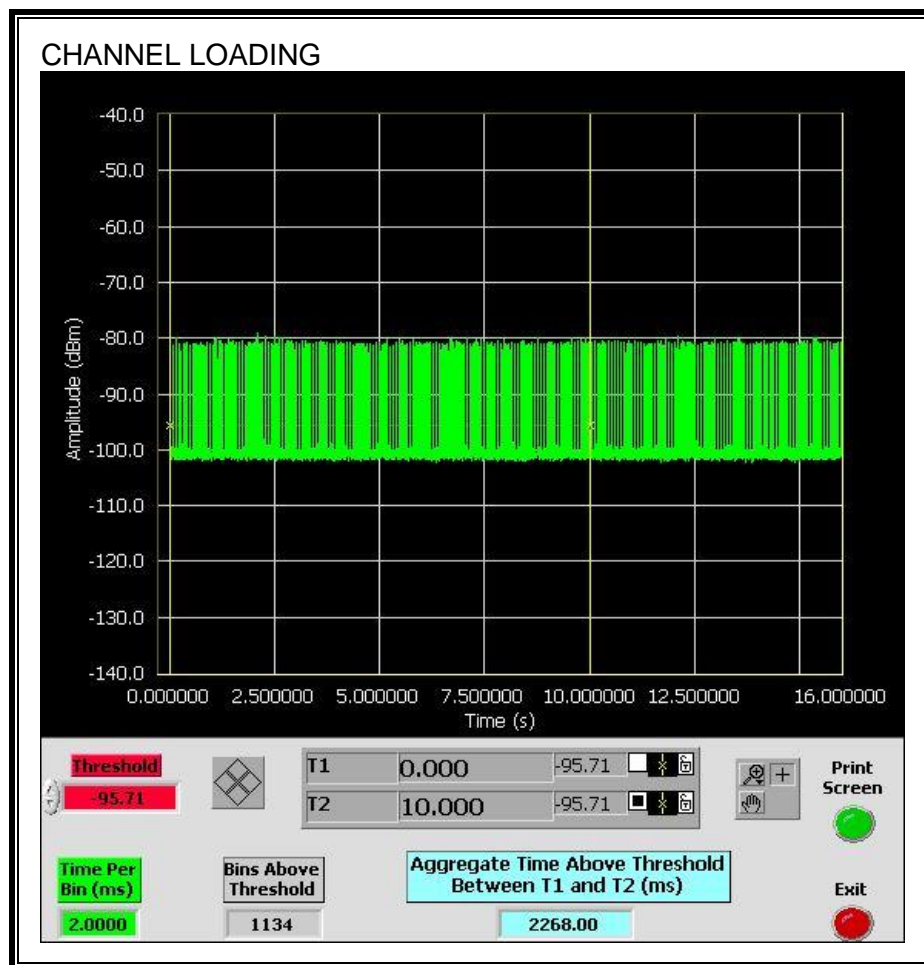 CHANNEL LOADING
-40.0
-50.0
-60.0
-70.0
-80.0
-90.0
-100.0
-110.0
-120.0
-130.0
-140.0
Amplitude (dBm)
0.000000 2.500000 5.000000 7.500000 10.000000 12.500000 16.000000
Time (s)
Threshold
-95.71
T1 0.000 -95.71
T2 10.000 -95.71
Print
Screen
Time Per
Bin (ms)
2.0000
Bins Above
Threshold
1134
Aggregate Time Above Threshold
Between T1 and T2 (ms)
2268.00
Exit